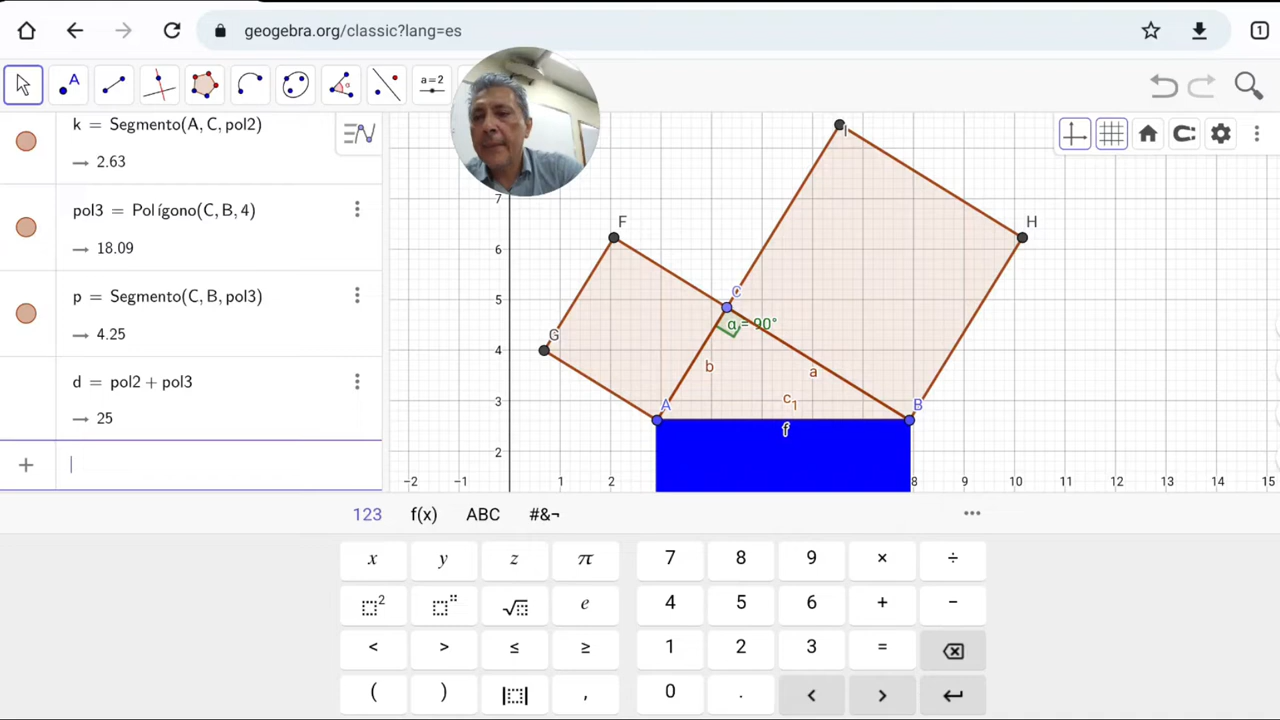 geogebra.org/classic?lang=es
1
A
a=2
k = Segmento(A, C, pol2)
→ 2.63
pol3 = Polígono(C, B, 4)
→ 18.09
p = Segmento(C, B, pol3)
→ 4.25
d = pol2 + pol3
→ 25
I
7
F
H
6
C
5
α = 90°
G
4
b
a
3
A
c₁
B
f
2
−2
−1
1
2
8
9
10
11
12
13
14
15
123
f(x)
ABC
#&¬
x y z π 7 8 9 × ÷
e 4 5 6 + −
< > ≤ ≥ 1 2 3 =
( ) , 0 . < >